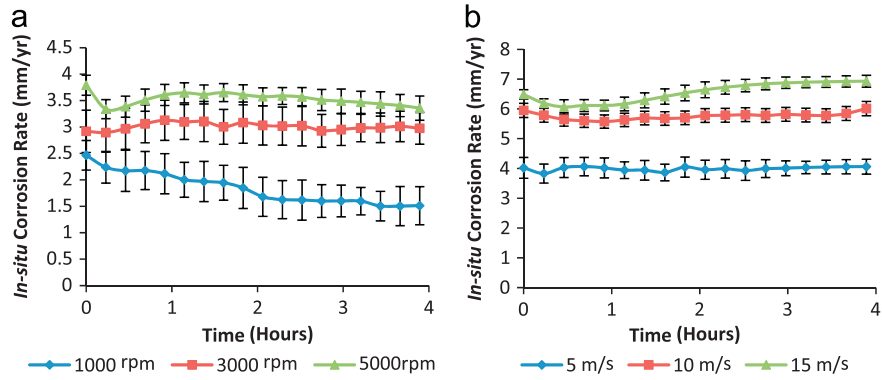 a
In-situ Corrosion Rate (mm/yr)
4.5
4
3.5
3
2.5
2
1.5
1
0.5
0
0 1 2 3 4
Time (Hours)
1000 rpm 3000 rpm 5000rpm
b
In-situ Corrosion Rate (mm/yr)
8
7
6
5
4
3
2
1
0
0 1 2 3 4
Time (Hours)
5 m/s 10 m/s 15 m/s